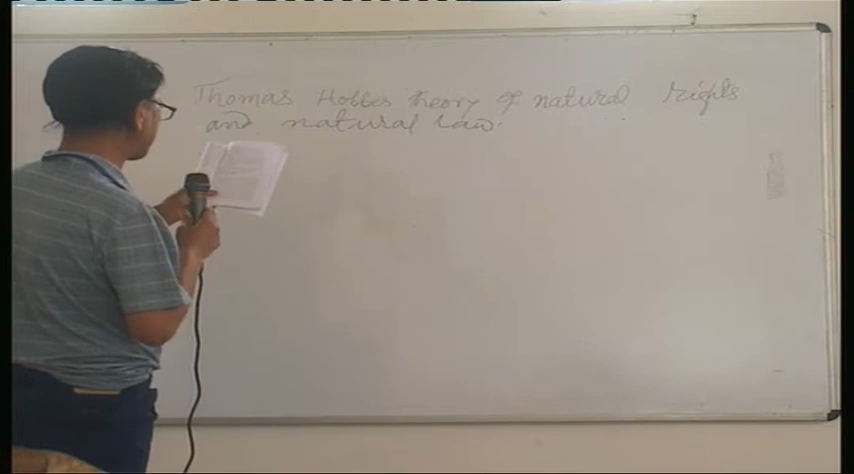 Thomas Hobbes theory of natural rights
and natural law.